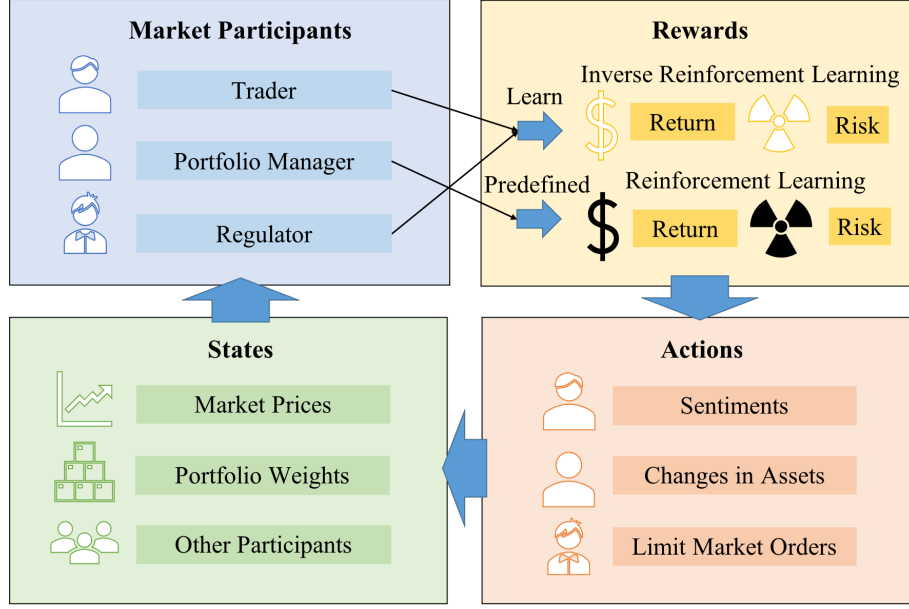 Market Participants
Trader
Portfolio Manager
Regulator
Rewards
Inverse Reinforcement Learning
Learn
Return
Risk
Reinforcement Learning
Predefined
Return
Risk
States
Market Prices
Portfolio Weights
Other Participants
Actions
Sentiments
Changes in Assets
Limit Market Orders